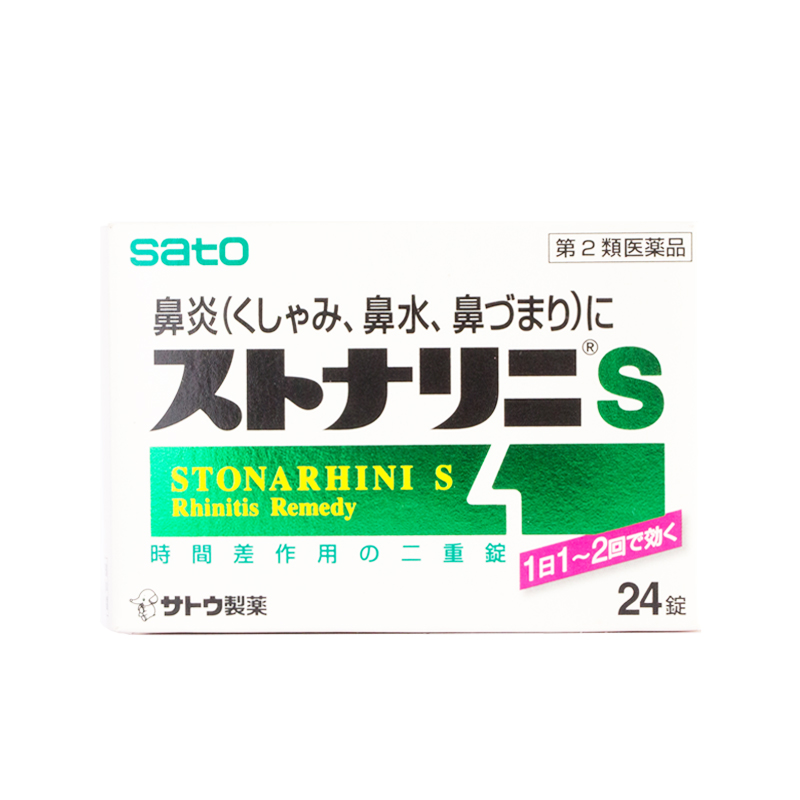 sato
第2類医薬品
鼻炎(くしゃみ、鼻水、鼻づまり)に
ストナリニ®S
STONARHINI S
Rhinitis Remedy
時間差作用の二重錠
1日1~2回で効く
サトウ製薬
24錠